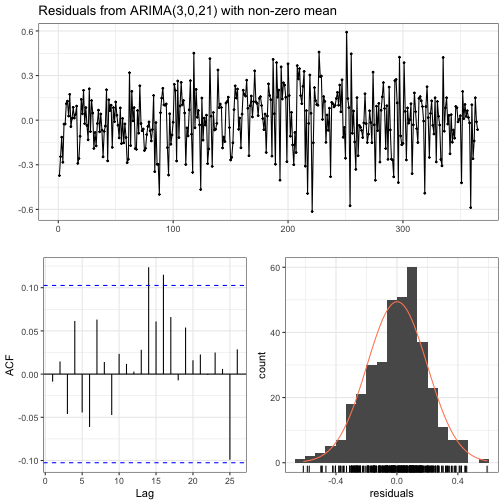 Residuals from ARIMA(3,0,21) with non-zero mean
0.6
0.3
0.0
-0.3
-0.6
0 100 200 300
ACF
0.10
0.05
0.00
-0.05
-0.10
0 5 10 15 20 25
Lag
count
60
40
20
0
-0.4 0.0 0.4
residuals